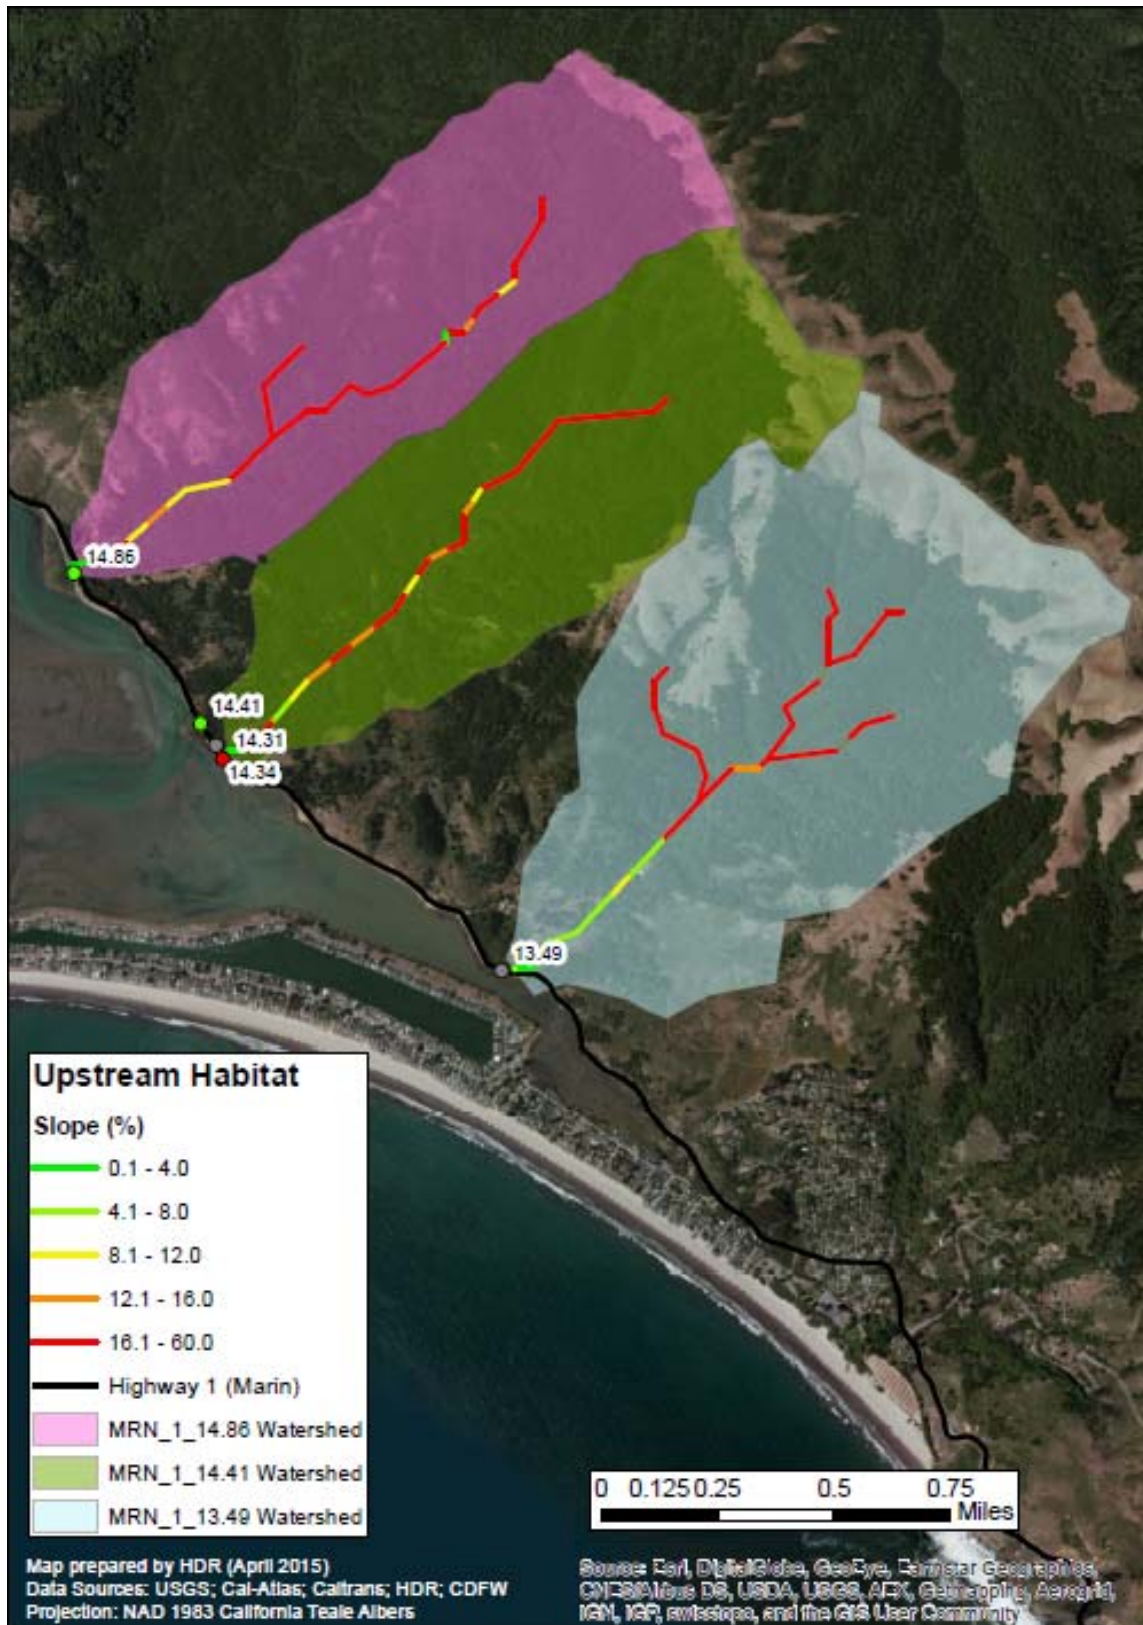 14.86
14.41
14.31
14.34
13.49
Upstream Habitat
Slope (%)
0.1 - 4.0
4.1 - 8.0
8.1 - 12.0
12.1 - 16.0
16.1 - 60.0
Highway 1 (Marin)
MRN_1_14.86 Watershed
MRN_1_14.41 Watershed
MRN_1_13.49 Watershed
0 0.125 0.25 0.5 0.75
Miles
Map prepared by HDR (April 2015)
Data Sources: USGS; Cal-Atlas; Caltrans; HDR; CDFW
Projection: NAD 1983 California Teale Albers
Source: Esri, DigitalGlobe, GeoEye, Earthstar Geographics,
CNES/Airbus DS, USDA, USGS, AEX, Getmapping, Aerogrid,
IGN, IGP, swisstopo, and the GIS User Community